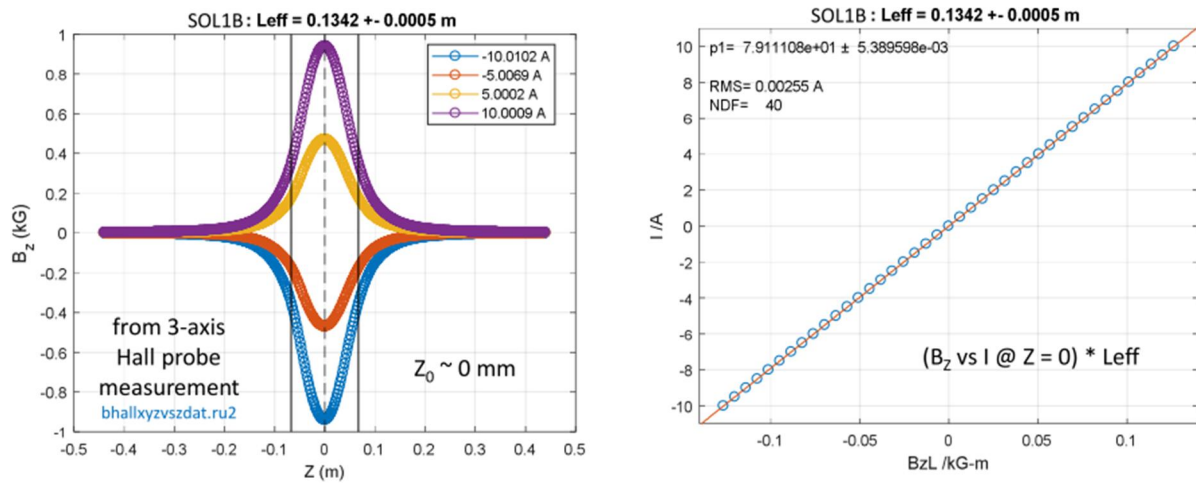 SOL1B : Leff = 0.1342 +- 0.0005 m
1
0.8
0.6
0.4
0.2
0
-0.2
-0.4
-0.6
-0.8
-1
B_z (kG)
-10.0102 A
-5.0069 A
5.0002 A
10.0009 A
from 3-axis
Hall probe
measurement
bhallxyzvszdat.ru2
Z_0 ~ 0 mm
-0.5 -0.4 -0.3 -0.2 -0.1 0 0.1 0.2 0.3 0.4 0.5
Z (m)
SOL1B : Leff = 0.1342 +- 0.0005 m
p1= 7.911108e+01 ± 5.389598e-03
RMS= 0.00255 A
NDF= 40
10
8
6
4
2
0
-2
-4
-6
-8
-10
I /A
(B_z vs I @ Z = 0) * Leff
-0.1 -0.05 0 0.05 0.1
BzL /kG-m